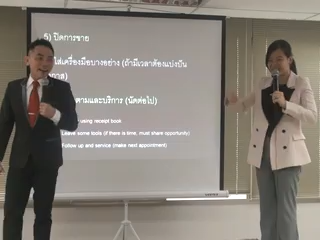 5) ปิดการขาย
ใส่เครื่องมือบางอย่าง (ถ้ามีเวลาต้องแบ่งปัน
กาส)
ตามและบริการ (นัดต่อไป)
using receipt book
Leave some tools (if there is time, must share opportunity)
Follow up and service (make next appointment)